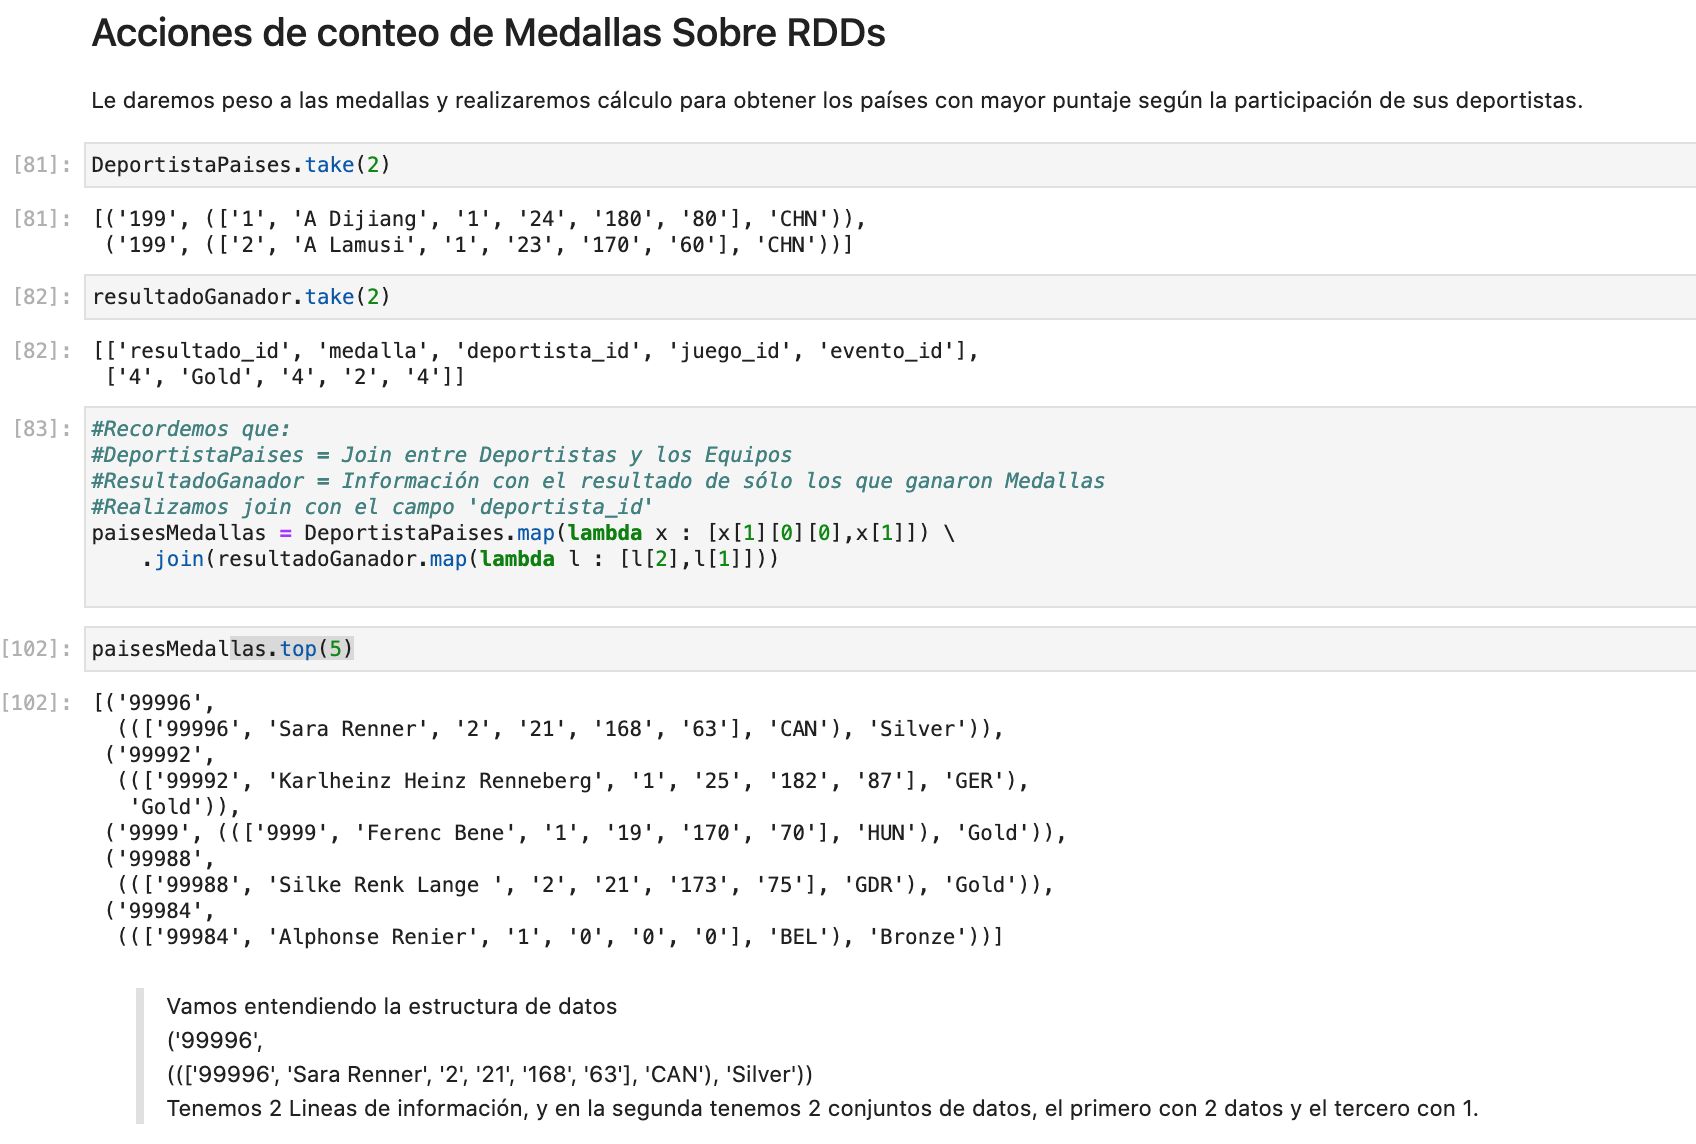 Acciones de conteo de Medallas Sobre RDDs
Le daremos peso a las medallas y realizaremos cálculo para obtener los países con mayor puntaje según la participación de sus deportistas.
[81]: DeportistaPaises.take(2)
[81]: [('199', (['1', 'A Dijiang', '1', '24', '180', '80'], 'CHN')),
('199', (['2', 'A Lamusi', '1', '23', '170', '60'], 'CHN'))]
[82]: resultadoGanador.take(2)
[82]: [['resultado_id', 'medalla', 'deportista_id', 'juego_id', 'evento_id'],
['4', 'Gold', '4', '2', '4']]
[83]: #Recordemos que:
#DeportistaPaises = Join entre Deportistas y los Equipos
#ResultadoGanador = Información con el resultado de sólo los que ganaron Medallas
#Realizamos join con el campo 'deportista_id'
paisesMedallas = DeportistaPaises.map(lambda x : [x[1][0][0],x[1]]) \
.join(resultadoGanador.map(lambda l : [l[2],l[1]]))
[102]: paisesMedallas.top(5)
[102]: [('99996',
((['99996', 'Sara Renner', '2', '21', '168', '63'], 'CAN'), 'Silver')),
('99992',
((['99992', 'Karlheinz Heinz Renneberg', '1', '25', '182', '87'], 'GER'),
'Gold')),
('9999', ((['9999', 'Ferenc Bene', '1', '19', '170', '70'], 'HUN'), 'Gold')),
('99988',
((['99988', 'Silke Renk Lange ', '2', '21', '173', '75'], 'GDR'), 'Gold')),
('99984',
((['99984', 'Alphonse Renier', '1', '0', '0', '0'], 'BEL'), 'Bronze'))]
Vamos entendiendo la estructura de datos
('99996',
((['99996', 'Sara Renner', '2', '21', '168', '63'], 'CAN'), 'Silver'))
Tenemos 2 Lineas de información, y en la segunda tenemos 2 conjuntos de datos, el primero con 2 datos y el tercero con 1.